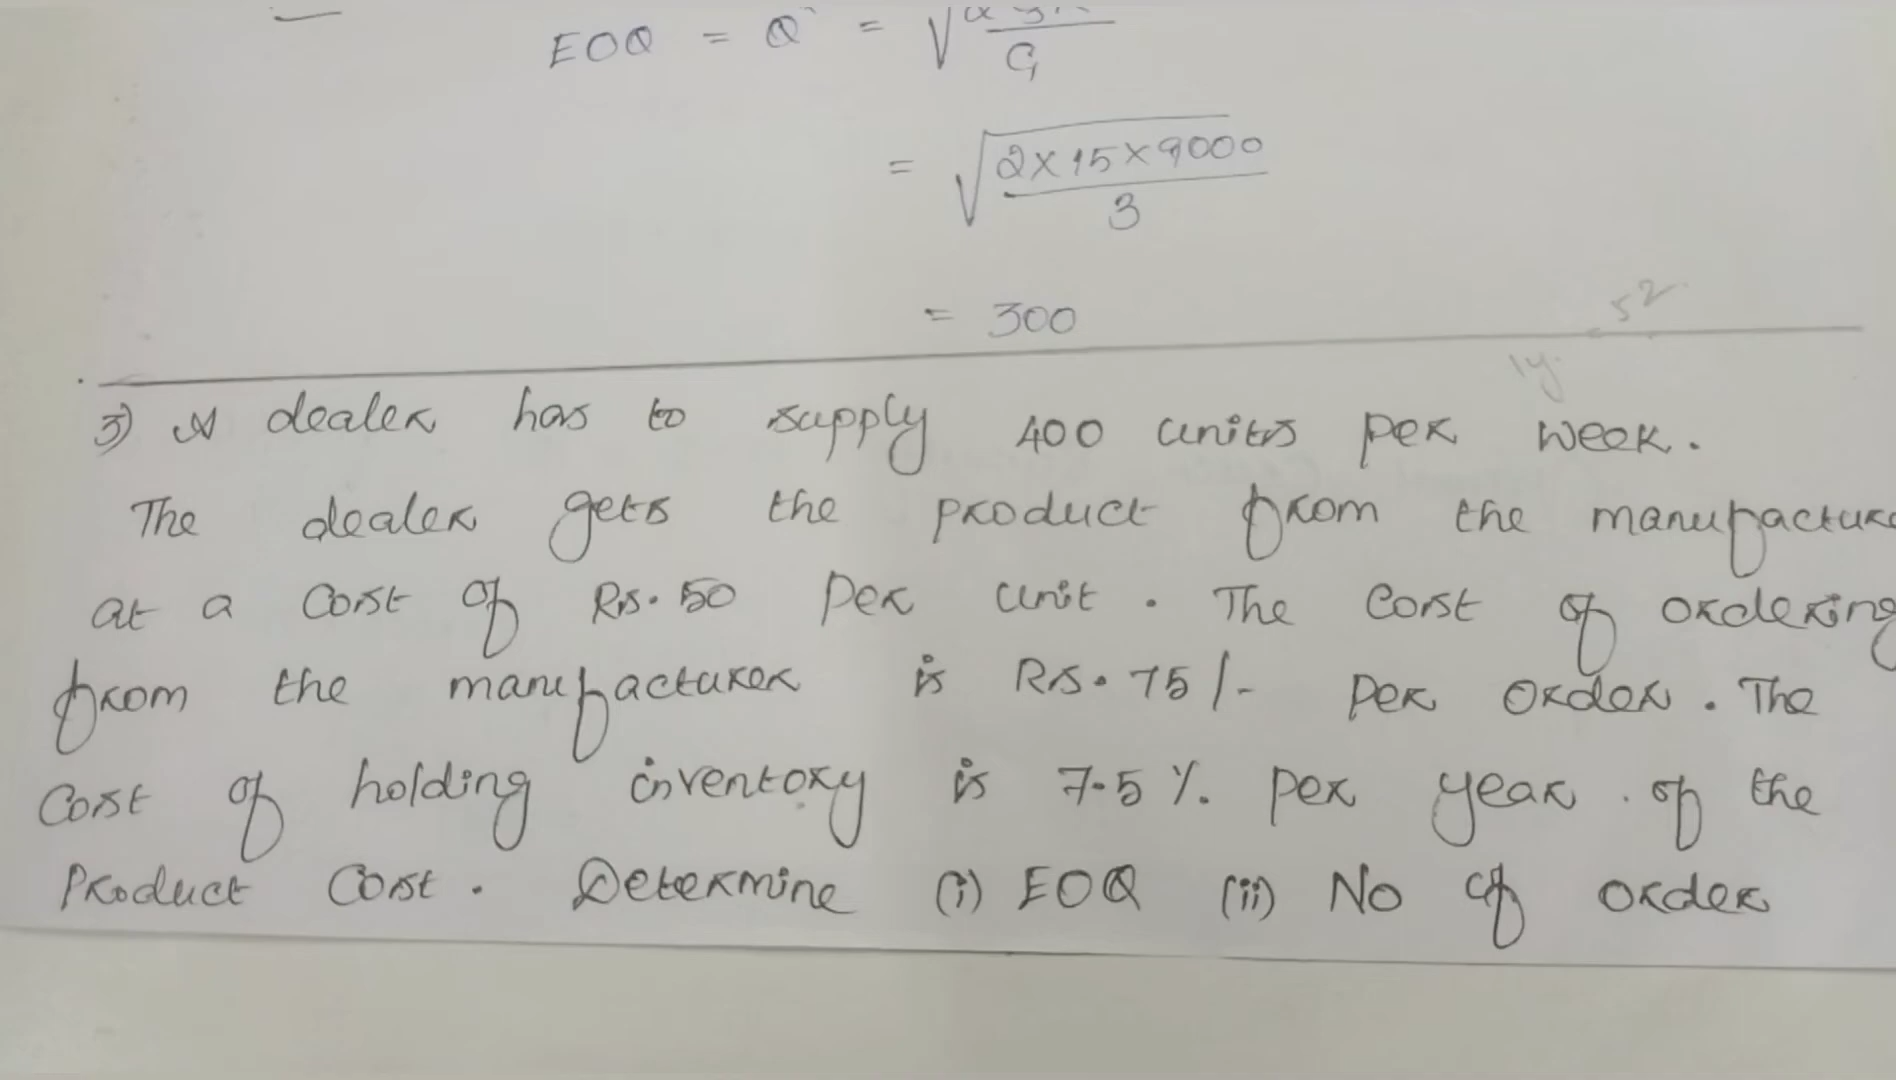 EOQ = Q = √ / C₁
= √ 2×15×9000 / 3
= 300
52
1y
3) A dealer has to supply 400 units per week.
The dealer gets the product from the manufacture
at a cost of Rs. 50 per unit. The cost of ordering
from the manufacturer is Rs. 75/- per order. The
cost of holding inventory is 7.5 %. per year. of the
product cost. Determine (i) EOQ (ii) No of order